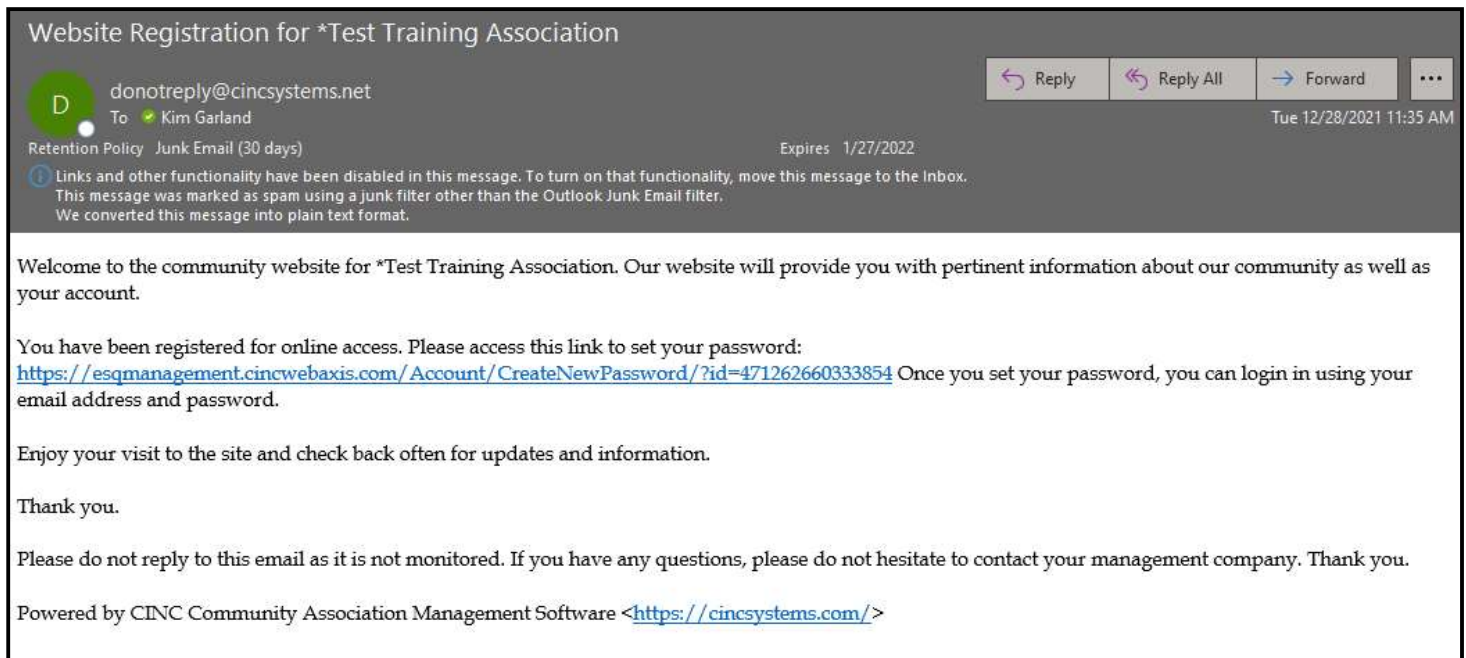 Website Registration for *Test Training Association
D
donotreply@cincsystems.net
To Kim Garland
Reply
Reply All
Forward
...
Tue 12/28/2021 11:35 AM
Retention Policy Junk Email (30 days)
Expires 1/27/2022
Links and other functionality have been disabled in this message. To turn on that functionality, move this message to the Inbox.
This message was marked as spam using a junk filter other than the Outlook Junk Email filter.
We converted this message into plain text format.
Welcome to the community website for *Test Training Association. Our website will provide you with pertinent information about our community as well as
your account.
You have been registered for online access. Please access this link to set your password:
https://esqmanagement.cincwebaxis.com/Account/CreateNewPassword/?id=471262660333854 Once you set your password, you can login in using your
email address and password.
Enjoy your visit to the site and check back often for updates and information.
Thank you.
Please do not reply to this email as it is not monitored. If you have any questions, please do not hesitate to contact your management company. Thank you.
Powered by CINC Community Association Management Software <https://cincsystems.com/>